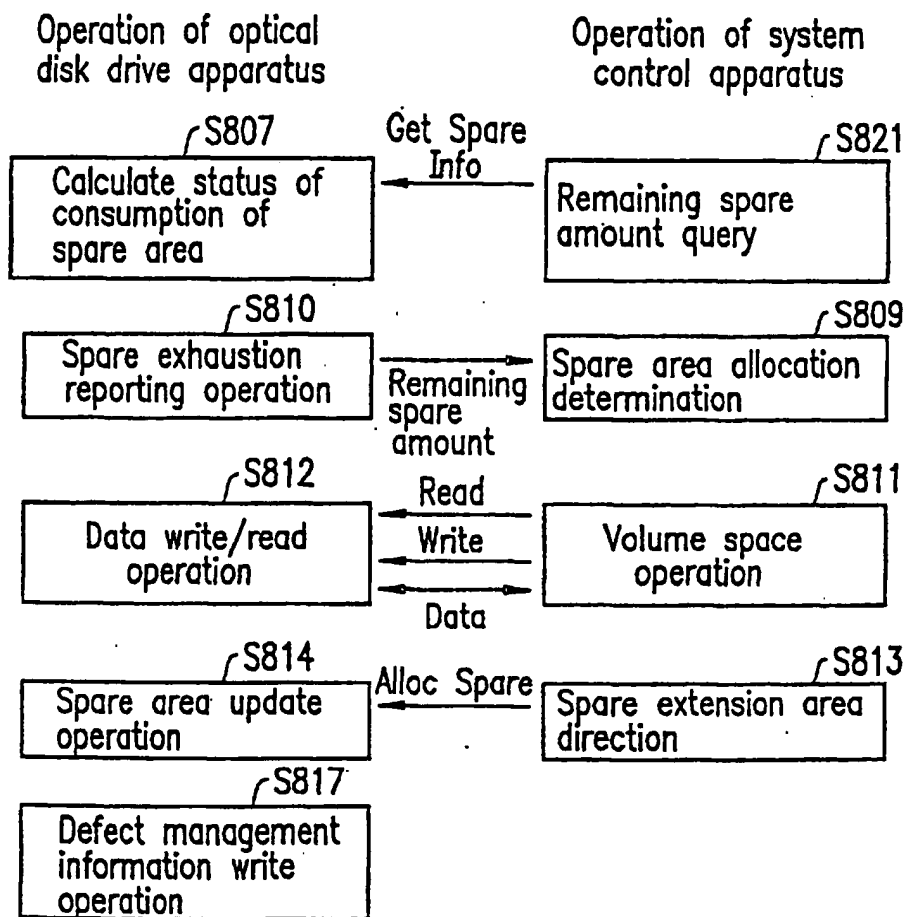 Operation of optical
disk drive apparatus
Operation of system
control apparatus
S807
Get Spare
Info
S821
Calculate status of
consumption of
spare area
Remaining spare
amount query
S810
S809
Spare exhaustion
reporting operation
Remaining
spare
amount
Spare area allocation
determination
S812
Read
S811
Data write/read
operation
Write
Volume space
operation
Data
S814
Alloc Spare
S813
Spare area update
operation
Spare extension area
direction
S817
Defect management
information write
operation